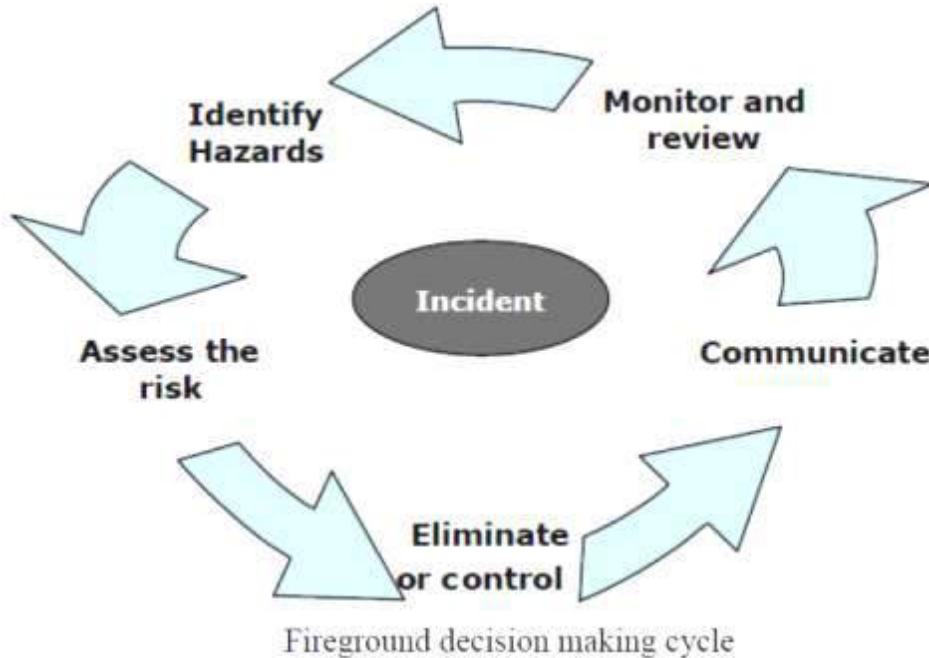 Identify
Hazards
Monitor and
review
Incident
Assess the
risk
Communicate
Eliminate
or control
Fireground decision making cycle